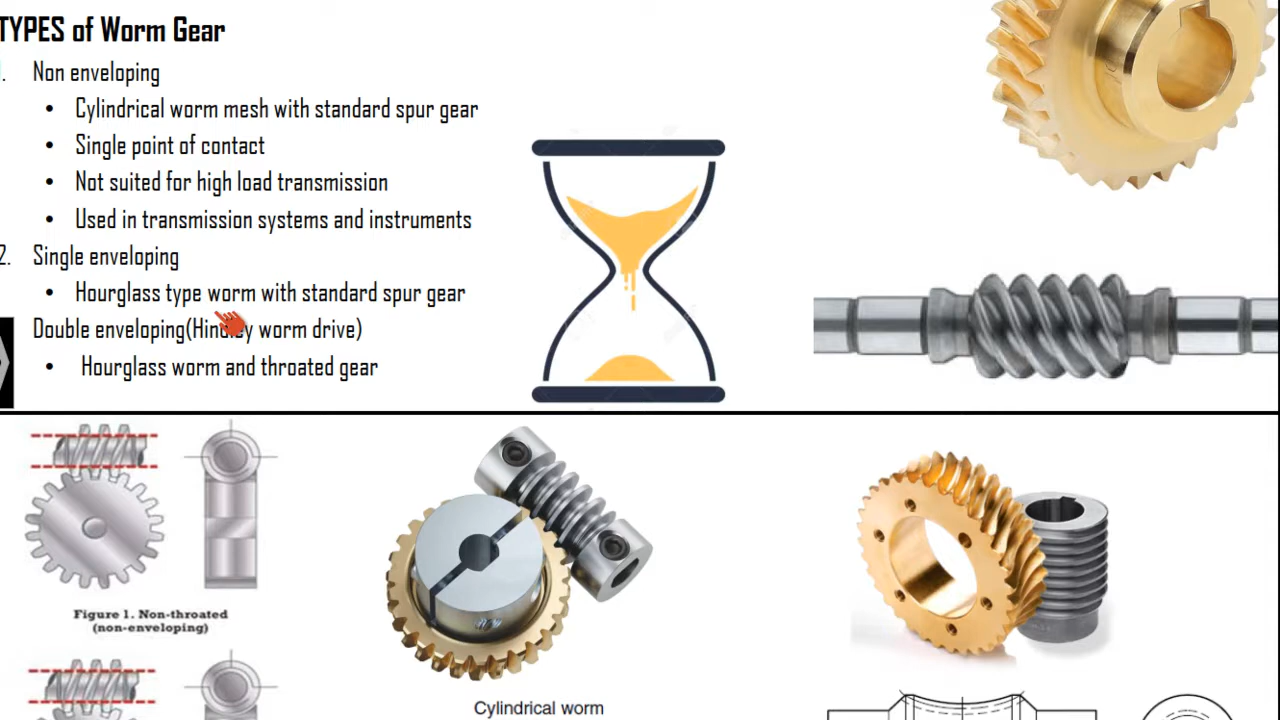 TYPES of Worm Gear
Non enveloping
• Cylindrical worm mesh with standard spur gear
• Single point of contact
• Not suited for high load transmission
• Used in transmission systems and instruments
2. Single enveloping
• Hourglass type worm with standard spur gear
Double enveloping(Hindley worm drive)
• Hourglass worm and throated gear
Figure 1. Non-throated
(non-enveloping)
Cylindrical worm